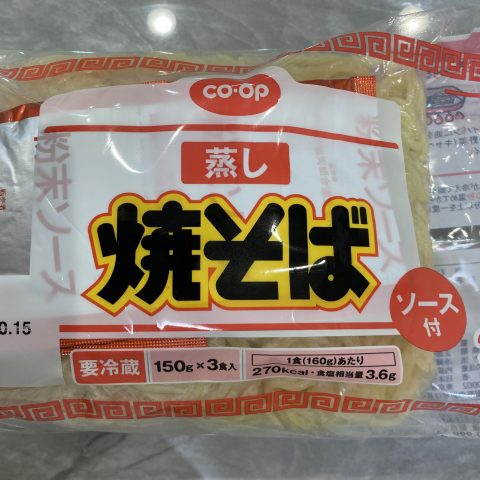 co-op
蒸し
焼そば
粉末ソース
粉末ソース
ソース
付
0.15
要冷蔵
150g×3食入
1食(160g)あたり
270kcal・食塩相当量 3.6g